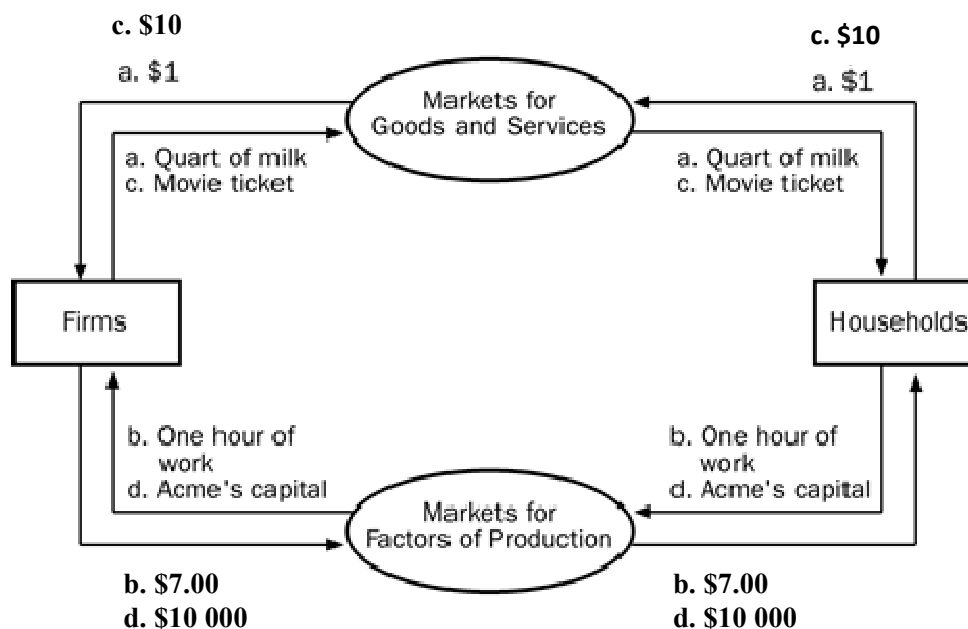 c. $10
c. $10
a. $1
a. $1
Markets for
Goods and Services
a. Quart of milk
c. Movie ticket
a. Quart of milk
c. Movie ticket
Firms
Households
b. One hour of
work
d. Acme's capital
b. One hour of
work
d. Acme's capital
Markets for
Factors of Production
b. $7.00
d. $10 000
b. $7.00
d. $10 000